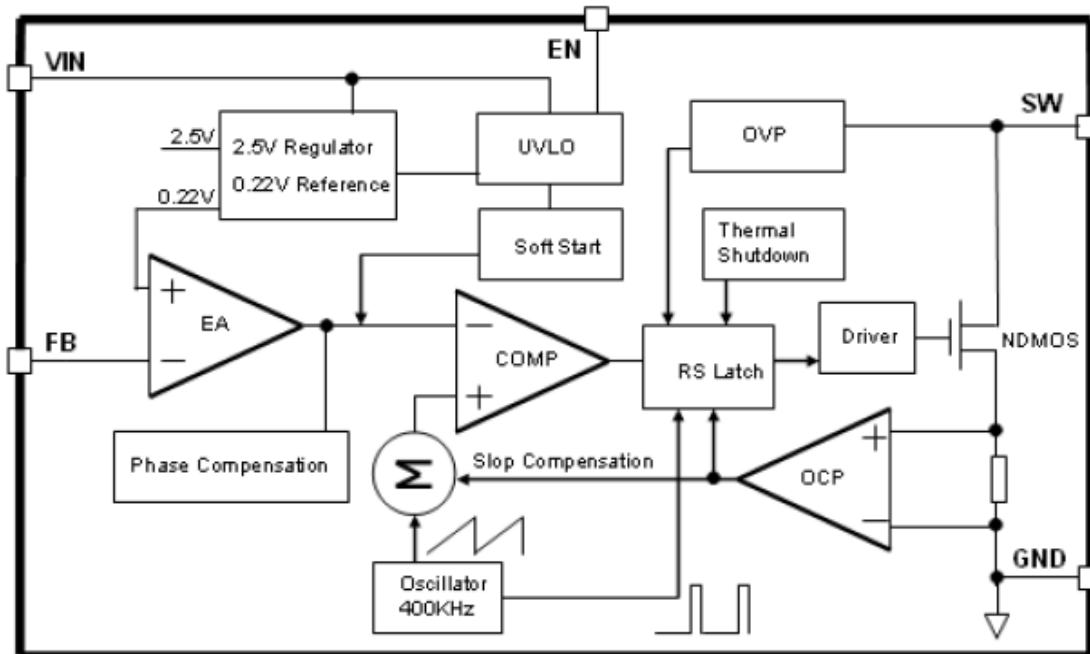 EN
VIN
SW
2.5V
2.5V Regulator
0.22V Reference
UVLO
OVP
0.22V
Soft Start
Thermal
Shutdown
+
EA
−
FB
−
COMP
+
RS Latch
Driver
NDMOS
Phase Compensation
Σ
Slop Compensation
+
OCP
−
GND
Oscillator
400KHz